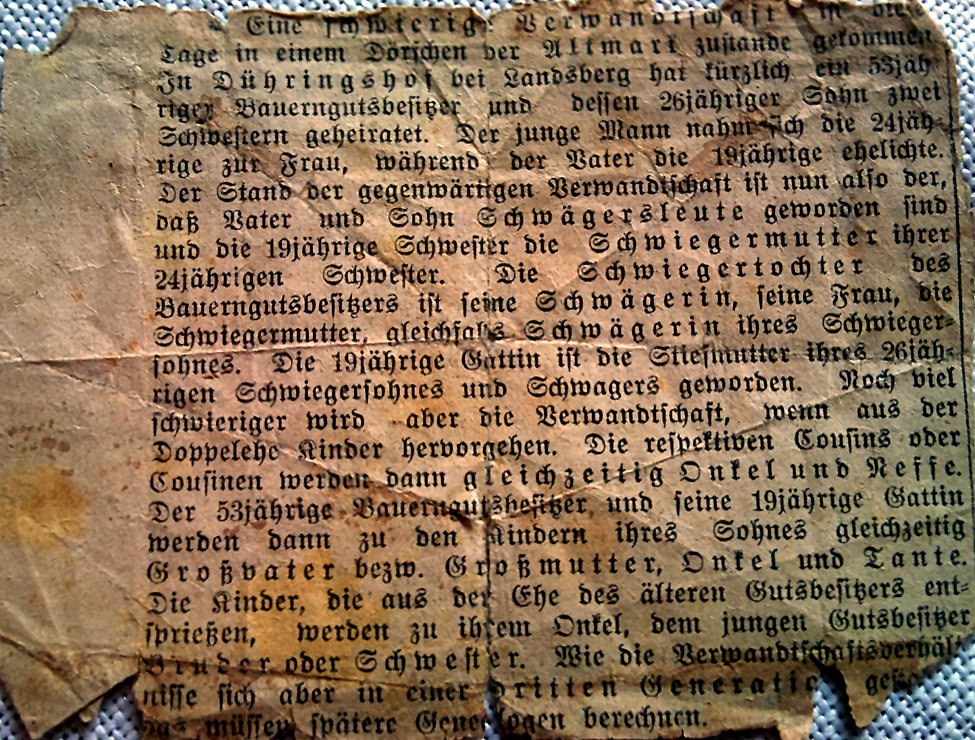 * Eine schwierige Verwandtschaft ist diese
Tage in einem Dörfchen der Altmark zustande gekommen.
In Dühringshof bei Landsberg hat kürzlich ein 53jäh-
riger Bauerngutsbesitzer und dessen 26jähriger Sohn zwei
Schwestern geheiratet. Der junge Mann nahm sich die 24jäh-
rige zur Frau, während der Vater die 19jährige ehelichte.
Der Stand der gegenwärtigen Verwandtschaft ist nun also der,
daß Vater und Sohn Schwägersleute geworden sind
und die 19jährige Schwester die Schwiegermutter ihrer
24jährigen Schwester. Die Schwiegertochter des
Bauerngutsbesitzers ist seine Schwägerin, seine Frau, die
Schwiegermutter, gleichfalls Schwägerin ihres Schwieger-
sohnes. Die 19jährige Gattin ist die Stiefmutter ihres 26jäh-
rigen Schwiegersohnes und Schwagers geworden. Noch viel
schwieriger wird aber die Verwandtschaft, wenn aus der
Doppelehe Kinder hervorgehen. Die respektiven Cousins oder
Cousinen werden dann gleichzeitig Onkel und Neffe.
Der 53jährige Bauerngutsbesitzer und seine 19jährige Gattin
werden dann zu den Kindern ihres Sohnes gleichzeitig
Großvater bezw. Großmutter, Onkel und Tante.
Die Kinder, die aus der Ehe des älteren Gutsbesitzers ent-
sprießen, werden zu ihrem Onkel, dem jungen Gutsbesitzer
Bruder oder Schwester. Wie die Verwandtschaftsverhält-
nisse sich aber in einer dritten Generation
das müssen spätere Genealogen berechnen.